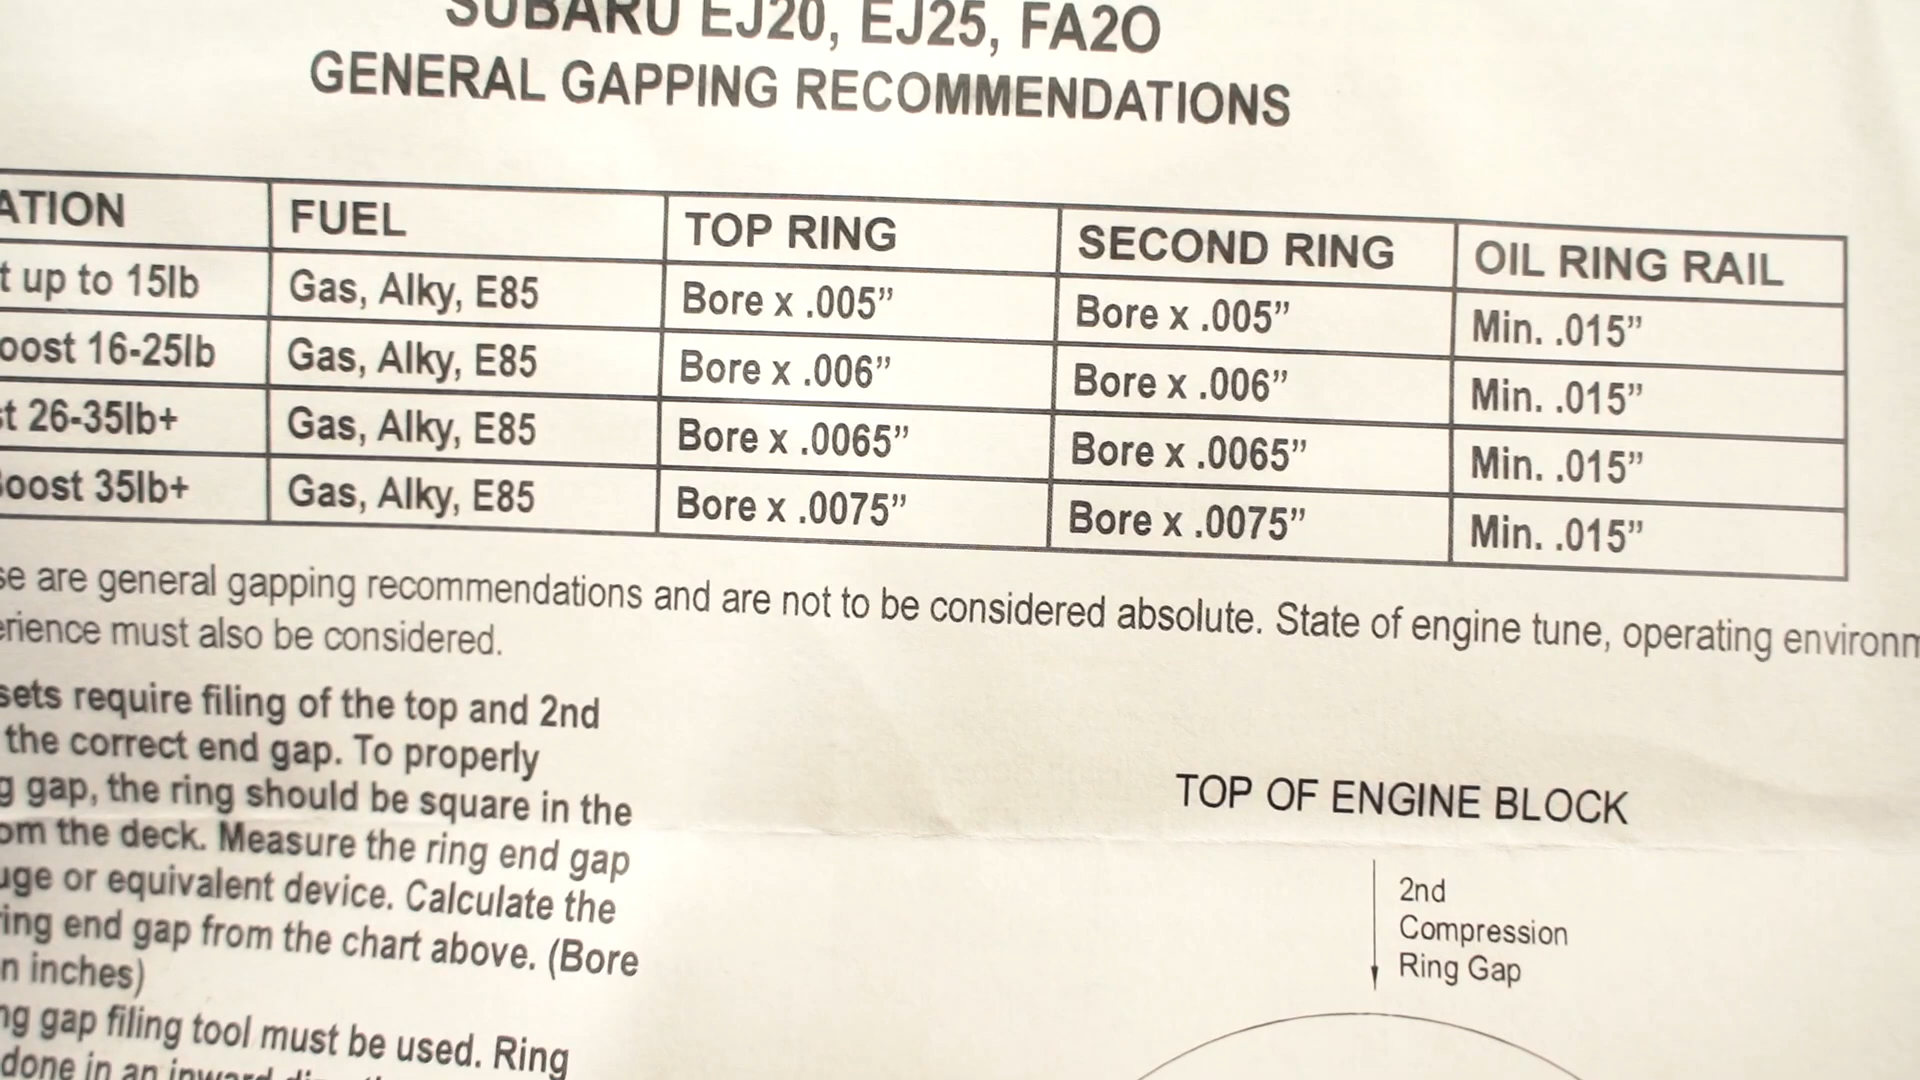 SUBARU EJ20, EJ25, FA2O
GENERAL GAPPING RECOMMENDATIONS
ATION FUEL TOP RING SECOND RING OIL RING RAIL
t up to 15lb Gas, Alky, E85 Bore x .005” Bore x .005” Min. .015”
oost 16-25lb Gas, Alky, E85 Bore x .006” Bore x .006” Min. .015”
st 26-35lb+ Gas, Alky, E85 Bore x .0065” Bore x .0065” Min. .015”
Boost 35lb+ Gas, Alky, E85 Bore x .0075” Bore x .0075” Min. .015”
se are general gapping recommendations and are not to be considered absolute. State of engine tune, operating environm
erience must also be considered.
sets require filing of the top and 2nd
the correct end gap. To properly
g gap, the ring should be square in the
om the deck. Measure the ring end gap
uge or equivalent device. Calculate the
ring end gap from the chart above. (Bore
n inches)
ng gap filing tool must be used. Ring
done in an inward
TOP OF ENGINE BLOCK
2nd
Compression
Ring Gap